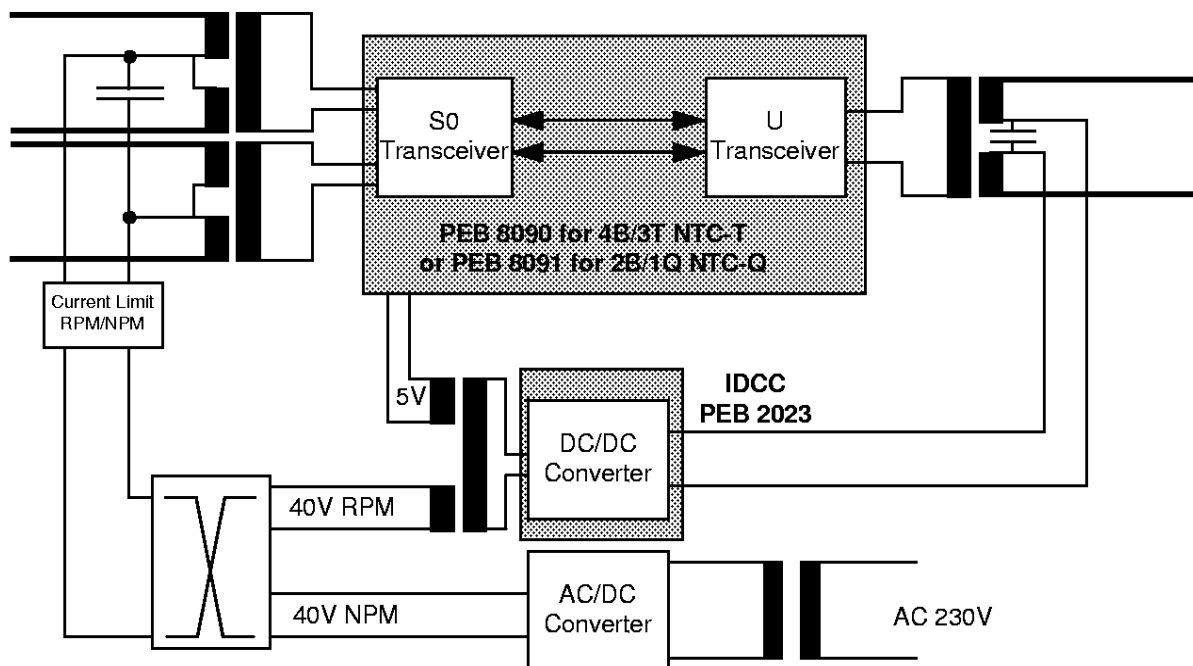 S0
Transceiver
U
Transceiver
PEB 8090 for 4B/3T NTC-T
or PEB 8091 for 2B/1Q NTC-Q
Current Limit
RPM/NPM
5V
IDCC
PEB 2023
DC/DC
Converter
40V RPM
40V NPM
AC/DC
Converter
AC 230V